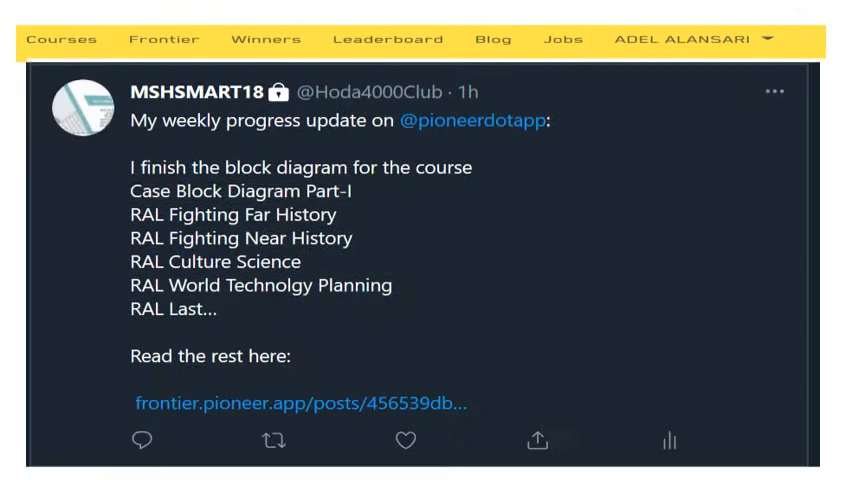 Courses Frontier Winners Leaderboard Blog Jobs ADEL ALANSARI
MSHSMART18 @Hoda4000Club · 1h
My weekly progress update on @pioneerdotapp:
I finish the block diagram for the course
Case Block Diagram Part-I
RAL Fighting Far History
RAL Fighting Near History
RAL Culture Science
RAL World Technolgy Planning
RAL Last...
Read the rest here:
frontier.pioneer.app/posts/456539db...